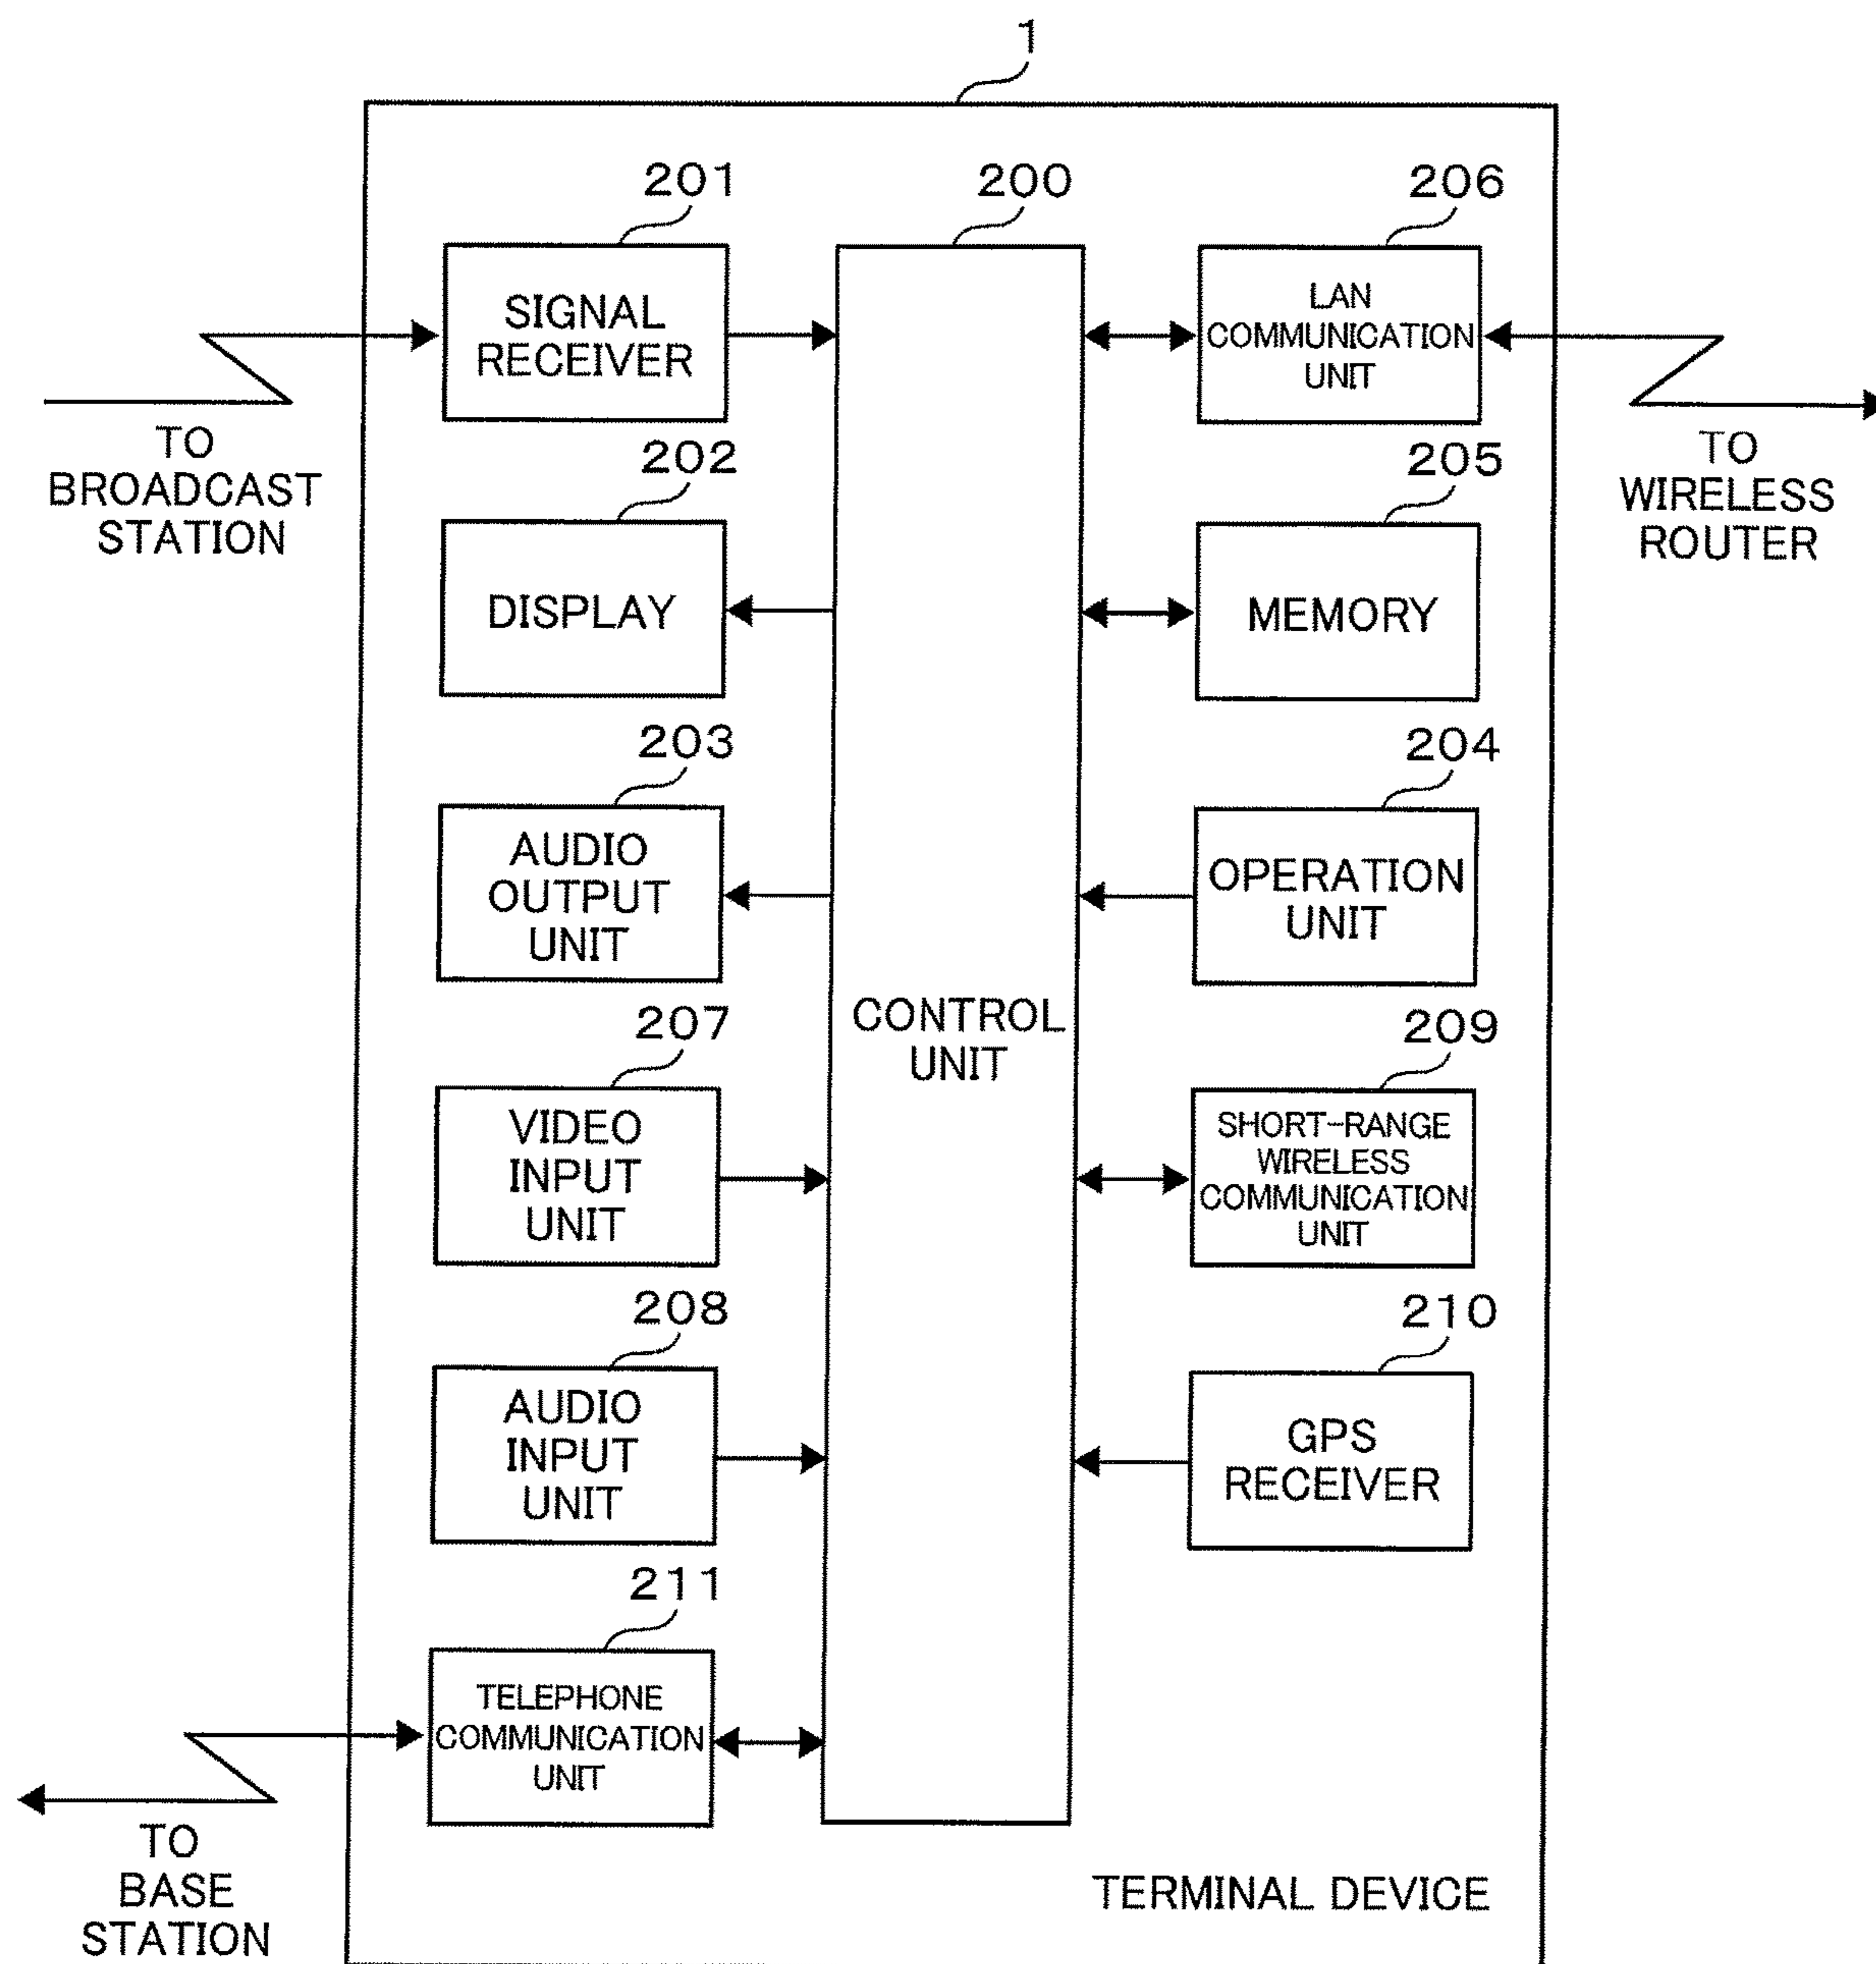 1
201
200
206
SIGNAL
RECEIVER
LAN
COMMUNICATION
UNIT
TO
BROADCAST
STATION
TO
WIRELESS
ROUTER
202
205
DISPLAY
MEMORY
203
204
AUDIO
OUTPUT
UNIT
OPERATION
UNIT
CONTROL
UNIT
207
209
VIDEO
INPUT
UNIT
SHORT-RANGE
WIRELESS
COMMUNICATION
UNIT
208
210
AUDIO
INPUT
UNIT
GPS
RECEIVER
211
TELEPHONE
COMMUNICATION
UNIT
TO
BASE
STATION
TERMINAL DEVICE